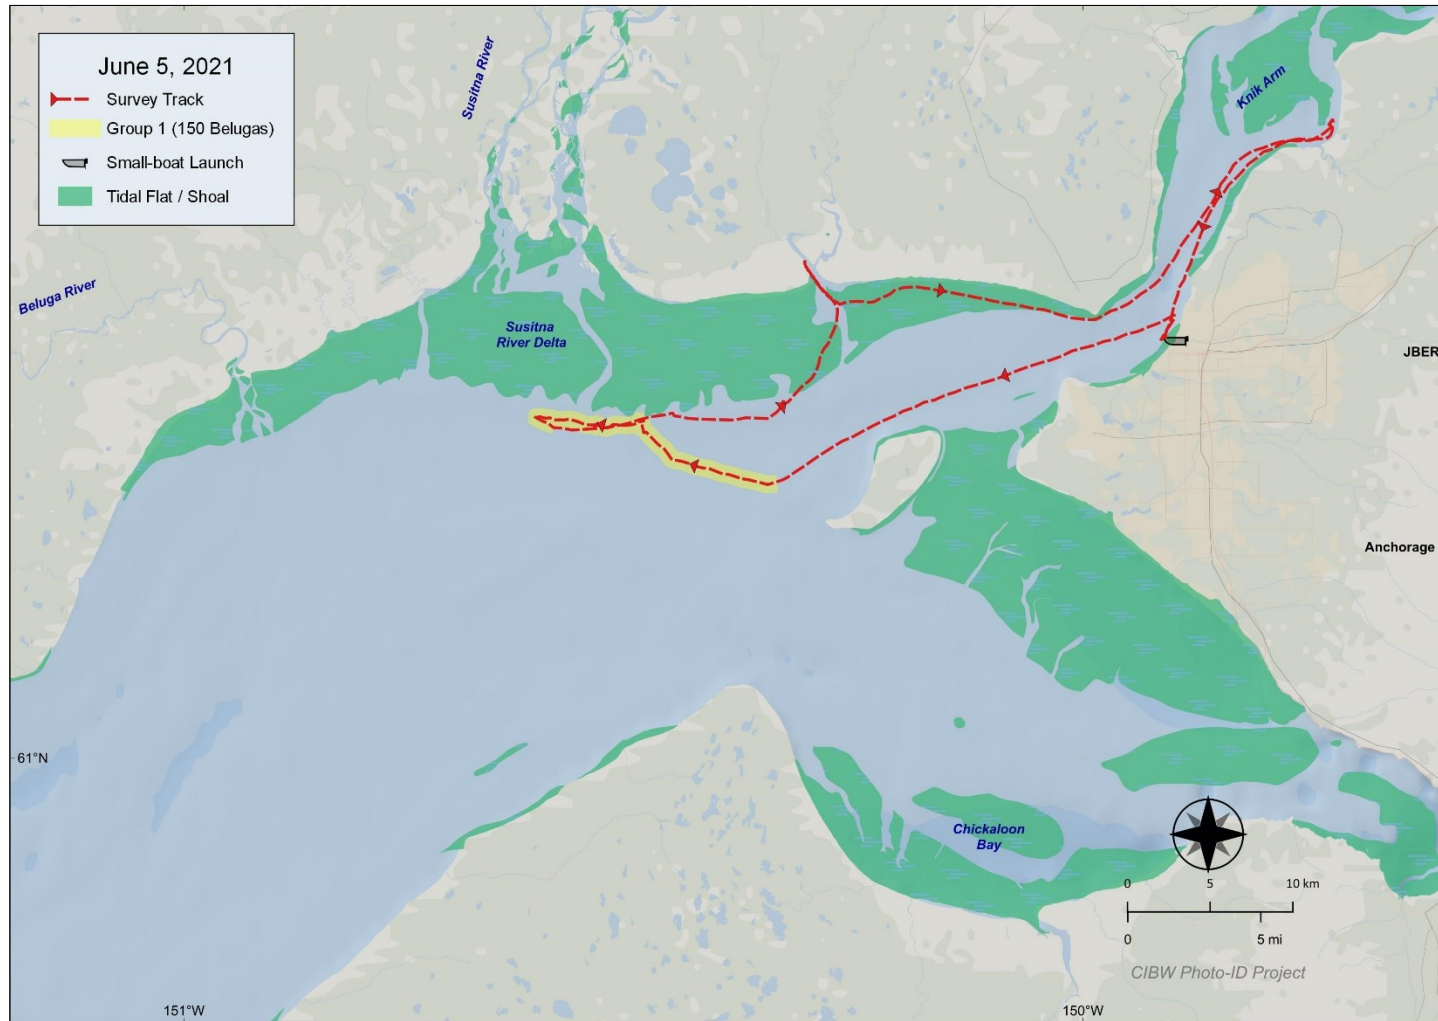 June 5, 2021
Survey Track
Group 1 (150 Belugas)
Small-boat Launch
Tidal Flat / Shoal
Susitna River
Knik Arm
Beluga River
Susitna
River Delta
JBER
Anchorage
61°N
Chickaloon
Bay
0 5 10 km
0 5 mi
CIBW Photo-ID Project
151°W
150°W